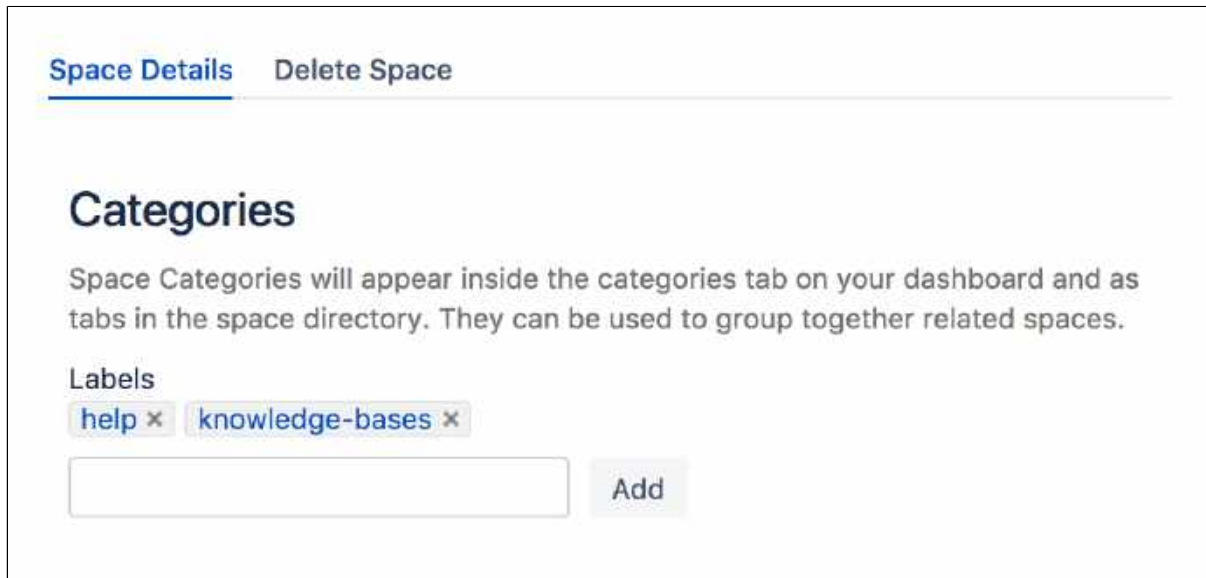 Space Details Delete Space
Categories
Space Categories will appear inside the categories tab on your dashboard and as
tabs in the space directory. They can be used to group together related spaces.
Labels
help × knowledge-bases ×
Add